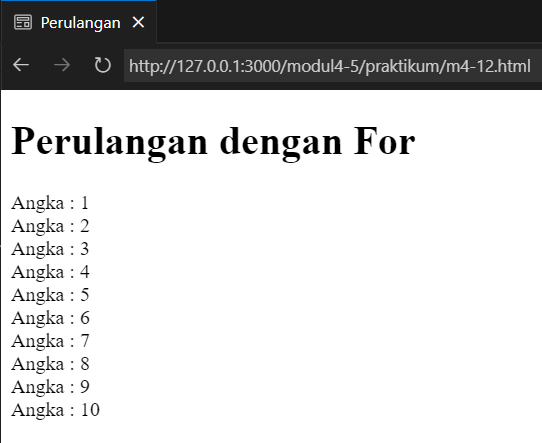 Perulangan
http://127.0.0.1:3000/modul4-5/praktikum/m4-12.html
Perulangan dengan For
Angka : 1
Angka : 2
Angka : 3
Angka : 4
Angka : 5
Angka : 6
Angka : 7
Angka : 8
Angka : 9
Angka : 10